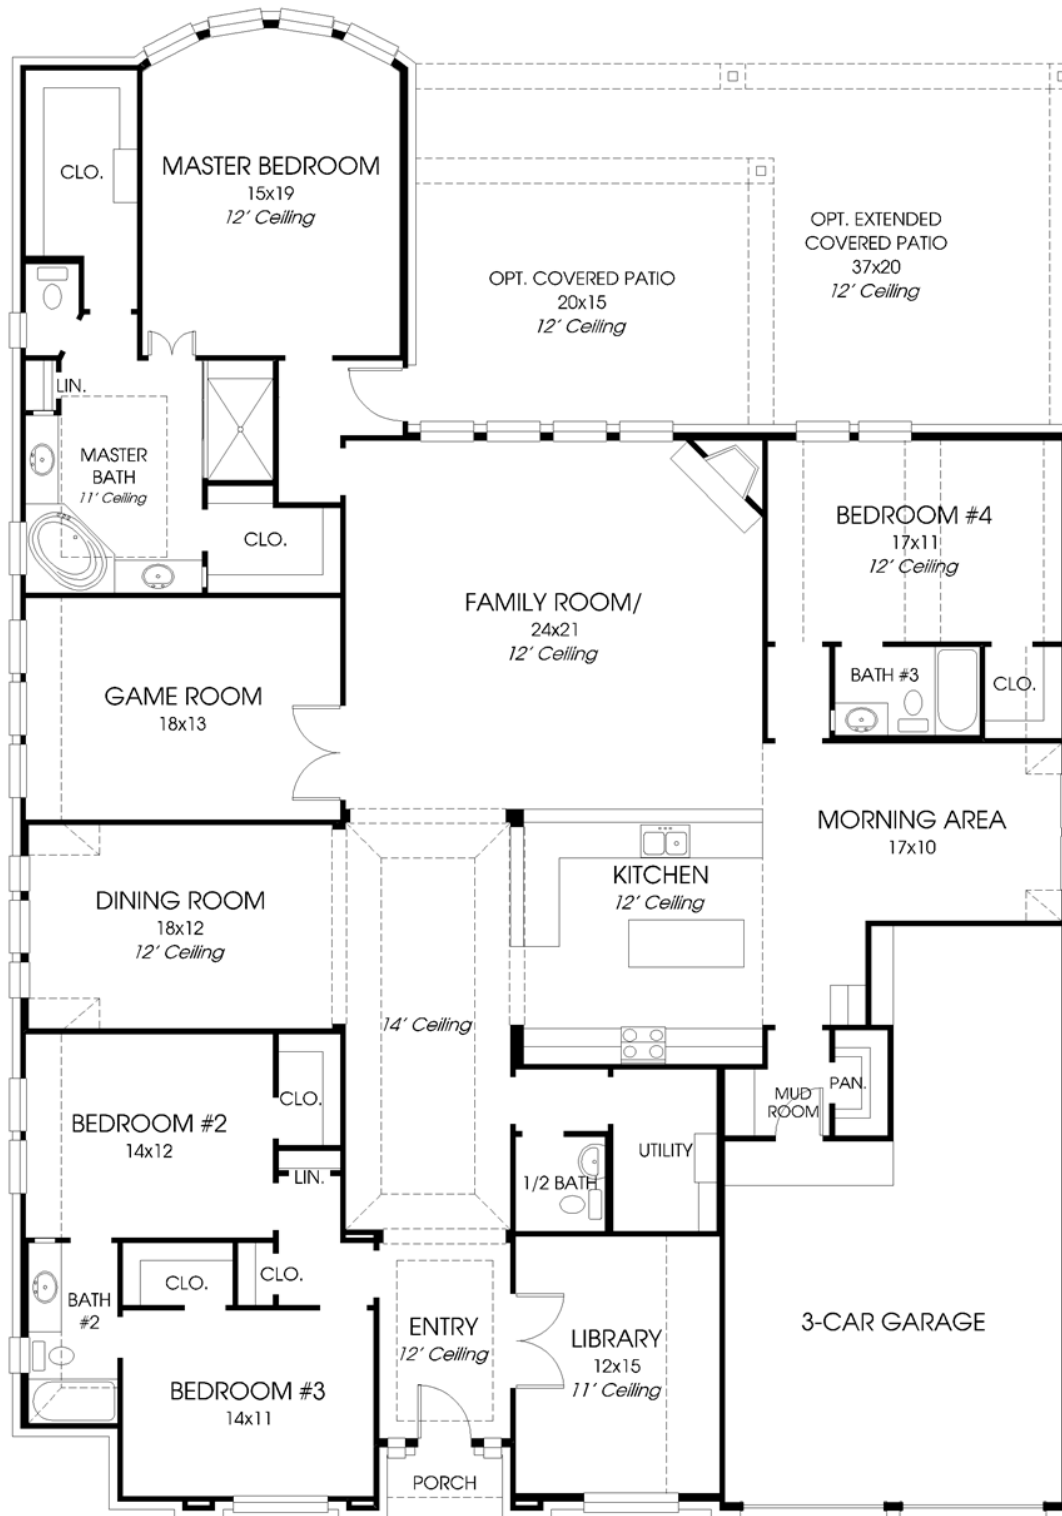 CLO.
MASTER BEDROOM
15x19
12' Ceiling
OPT. COVERED PATIO
20x15
12' Ceiling
OPT. EXTENDED
COVERED PATIO
37x20
12' Ceiling
LIN.
MASTER
BATH
11' Ceiling
CLO.
FAMILY ROOM/
24x21
12' Ceiling
BEDROOM #4
17x11
12' Ceiling
BATH #3
CLO.
GAME ROOM
18x13
MORNING AREA
17x10
DINING ROOM
18x12
12' Ceiling
KITCHEN
12' Ceiling
14' Ceiling
BEDROOM #2
14x12
CLO.
LIN.
1/2 BATH
UTILITY
MUD
ROOM
PAN.
BATH
#2
CLO.
CLO.
ENTRY
12' Ceiling
LIBRARY
12x15
11' Ceiling
3-CAR GARAGE
BEDROOM #3
14x11
PORCH